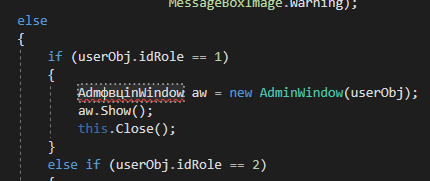 MessageBoxImage.Warning);
else
{
if (userObj.idRole == 1)
{
AdmфвцinWindow aw = new AdminWindow(userObj);
aw.Show();
this.Close();
}
else if (userObj.idRole == 2)
{